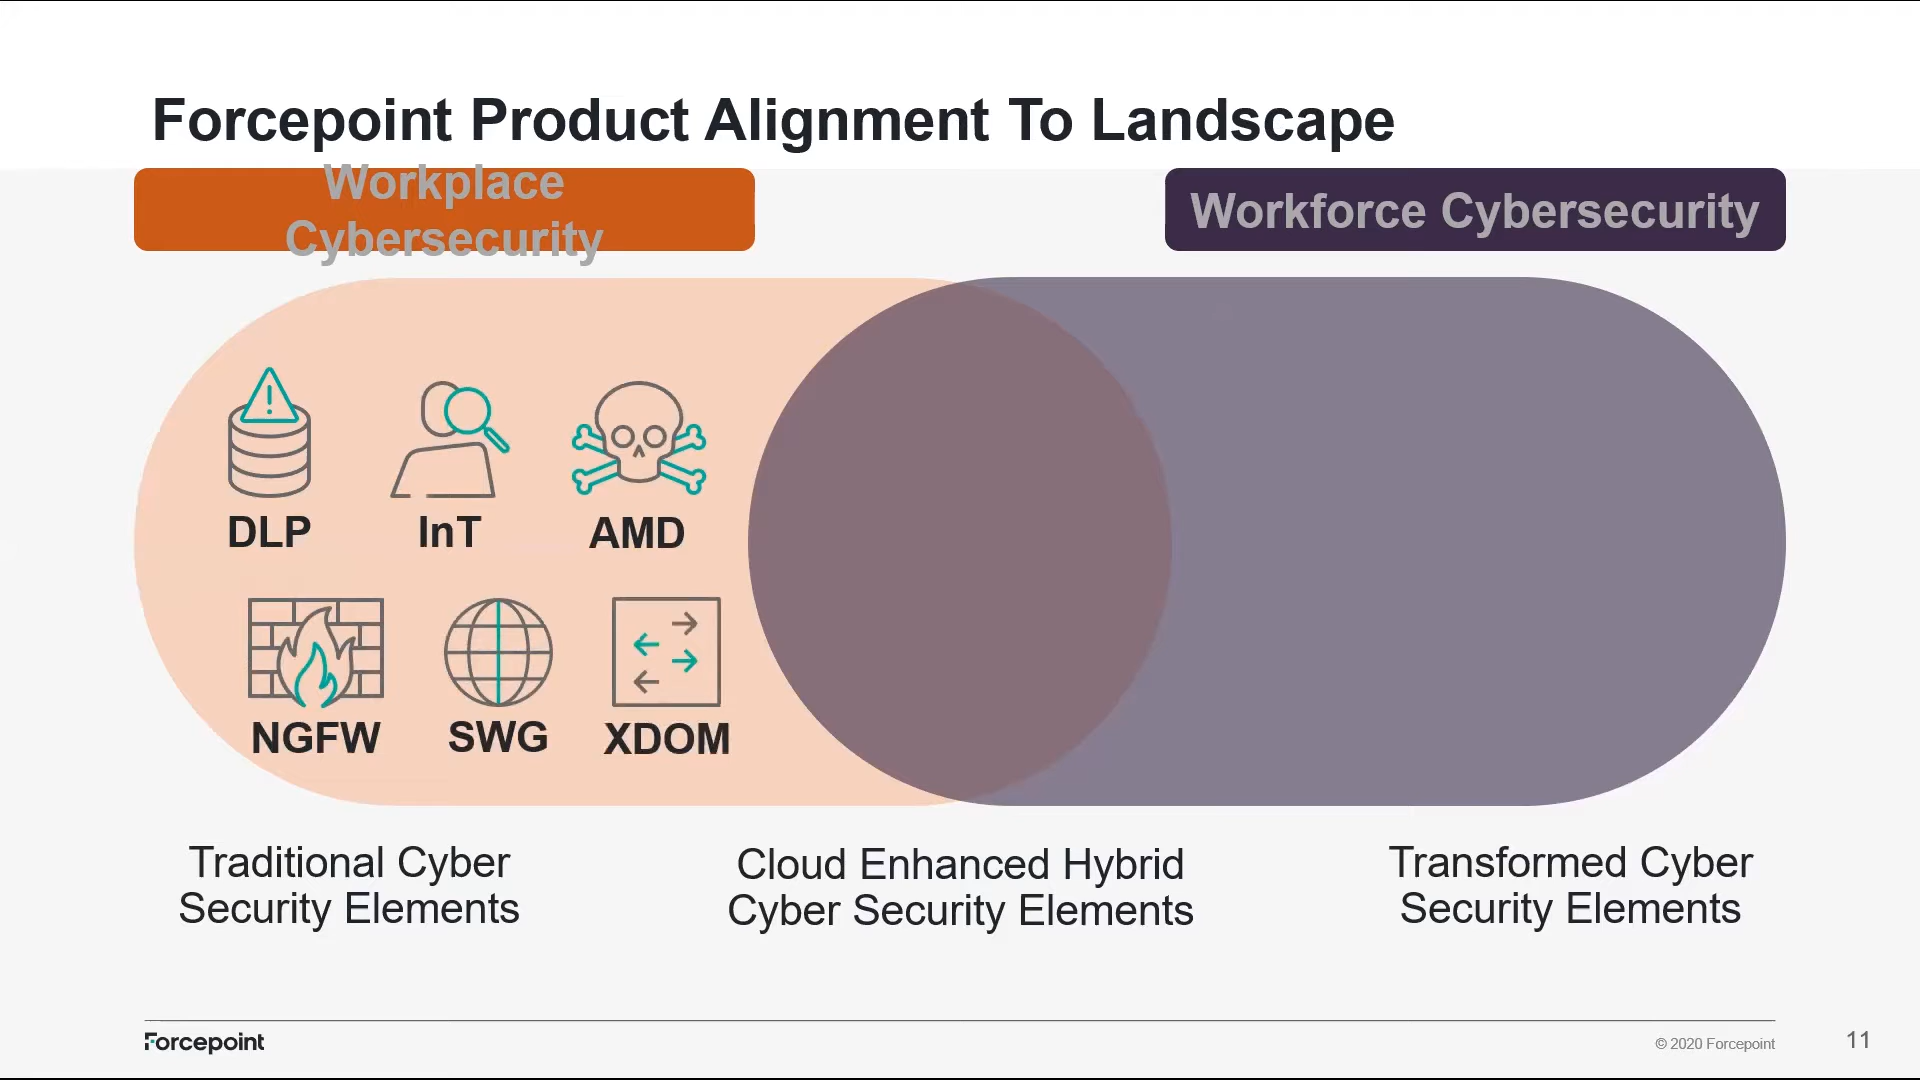 Forcepoint Product Alignment To Landscape
Workplace
Cybersecurity
Workforce Cybersecurity
DLP
InT
AMD
NGFW
SWG
XDOM
Traditional Cyber
Security Elements
Cloud Enhanced Hybrid
Cyber Security Elements
Transformed Cyber
Security Elements
Forcepoint
© 2020 Forcepoint
11